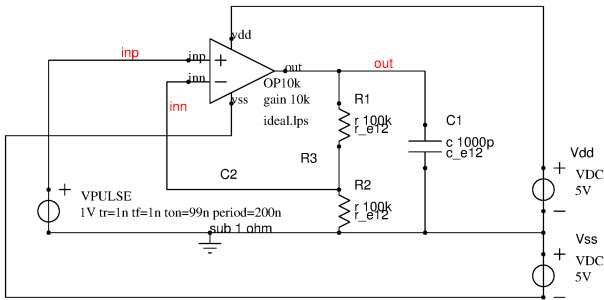 vdd
inp
inp
+
out
out
inn
−
OP10k
inn
vss
gain 10k
R1
ideal.lps
r 100k
r_e12
C1
c 1000p
c_e12
R3
Vdd
C2
+
VDC
5V
+
VPULSE
R2
−
1V tr=1n tf=1n ton=99n period=200n
r 100k
r_e12
sub 1 ohm
Vss
+
VDC
5V
−